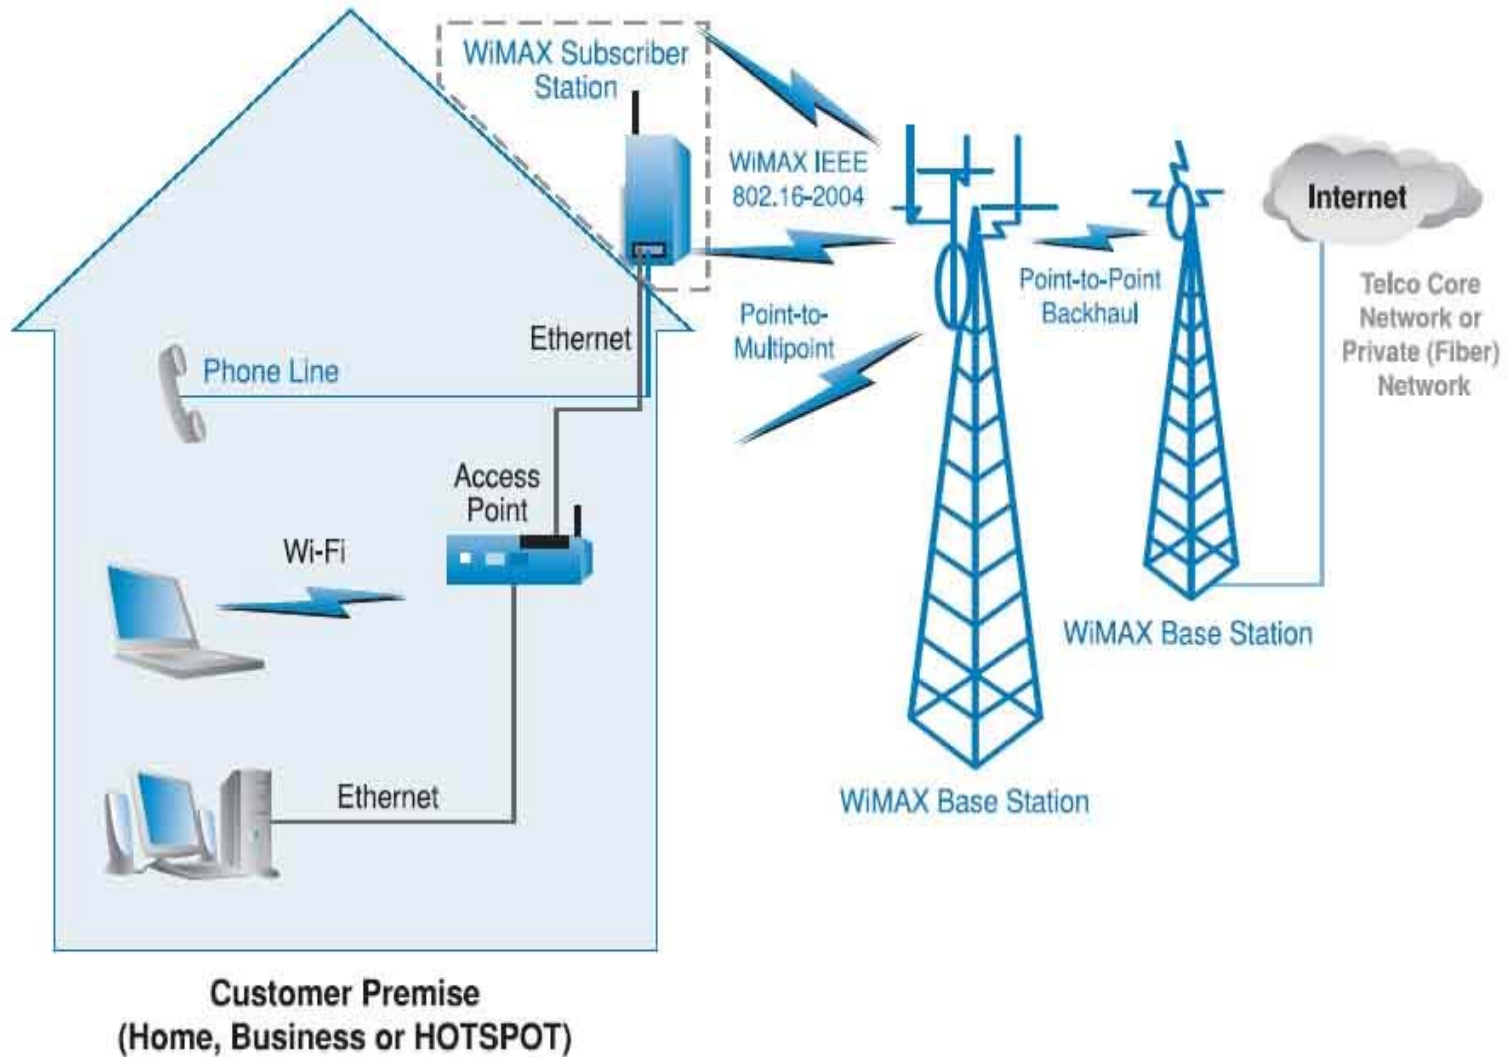 WiMAX Subscriber
Station
WiMAX IEEE
802.16-2004
Internet
Point-to-Point
Backhaul
Telco Core
Network or
Private (Fiber)
Network
Point-to-
Multipoint
Ethernet
Phone Line
Access
Point
Wi-Fi
WiMAX Base Station
Ethernet
WiMAX Base Station
Customer Premise
(Home, Business or HOTSPOT)